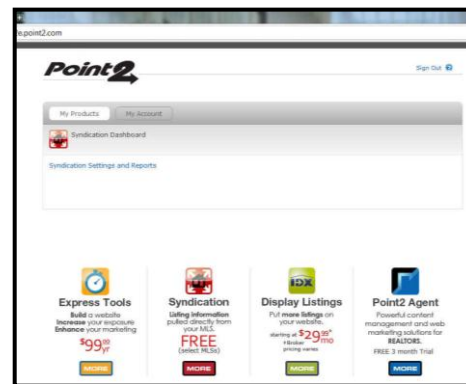 e.point2.com
Point2
Sign Out
My Products
My Account
Syndication Dashboard
Syndication Settings and Reports
Express Tools
Build a website
Increase your exposure
Enhance your marketing
$99.99 yr
MORE
Syndication
Listing information
pulled directly from
your MLS.
FREE
(select MLSs)
MORE
IDX
Display Listings
Put more listings on
your website.
starting at $29.95* mo
*Broker
pricing varies
MORE
Point2 Agent
Powerful content
management and web
marketing solutions for
REALTORS.
FREE 3 month Trial
MORE